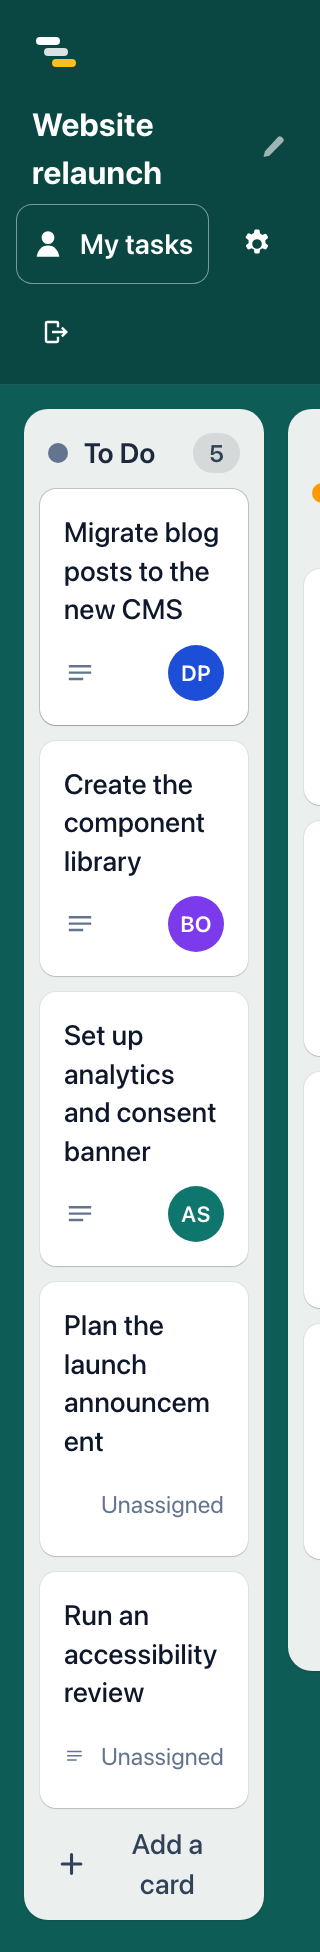 Website
relaunch
My tasks
To Do
5
Migrate blog
posts to the
new CMS
DP
Create the
component
library
BO
Set up
analytics
and consent
banner
AS
Plan the
launch
announcem
ent
Unassigned
Run an
accessibility
review
Unassigned
Add a
card